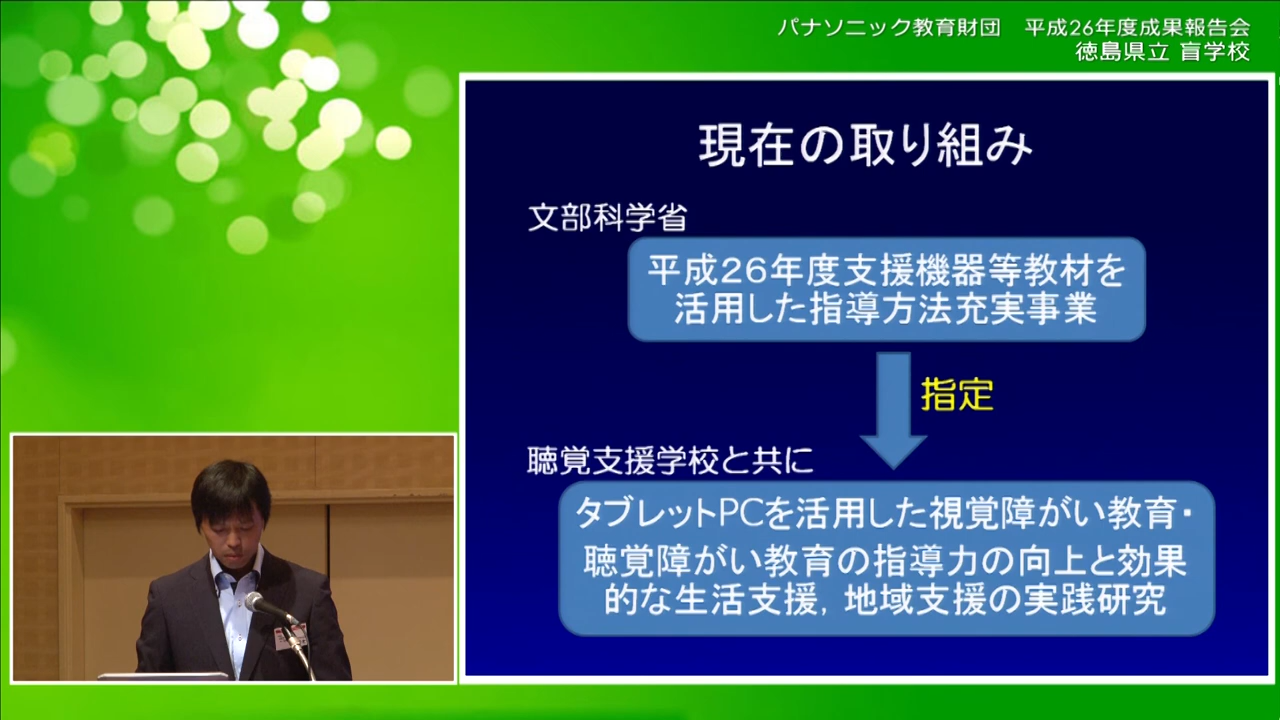 パナソニック教育財団　平成26年度成果報告会
徳島県立 盲学校
現在の取り組み
文部科学省
平成２６年度支援機器等教材を
活用した指導方法充実事業
指定
聴覚支援学校と共に
タブレットPCを活用した視覚障がい教育・
聴覚障がい教育の指導力の向上と効果
的な生活支援，地域支援の実践研究